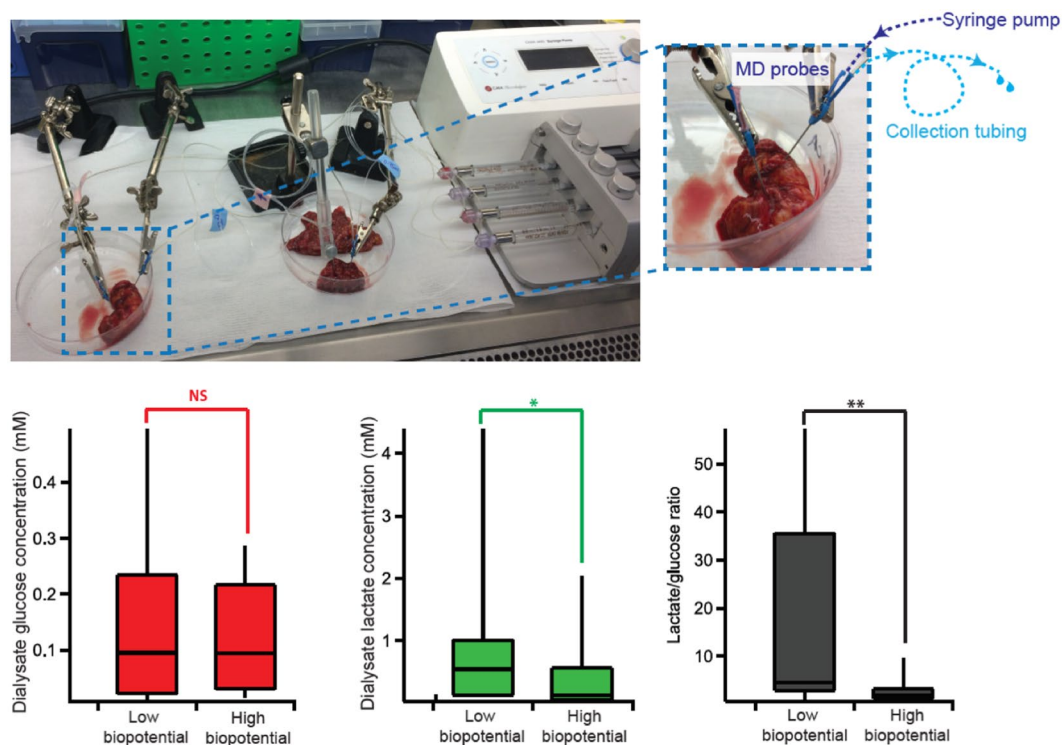 Syringe pump
MD probes
Collection tubing
NS
Dialysate glucose concentration (mM)
0.4
0.3
0.2
0.1
Low
biopotential
High
biopotential
*
Dialysate lactate concentration (mM)
4
2
1
Low
biopotential
High
biopotential
**
Lactate/glucose ratio
50
40
30
20
10
Low
biopotential
High
biopotential